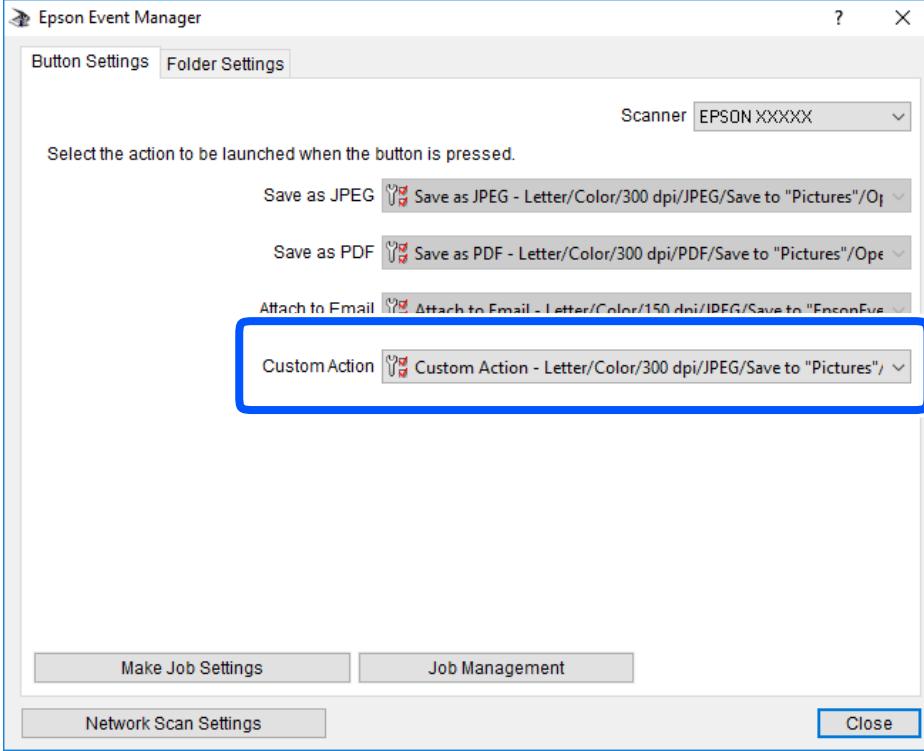 Epson Event Manager
Button Settings Folder Settings
Scanner EPSON XXXXX
Select the action to be launched when the button is pressed.
Save as JPEG Save as JPEG - Letter/Color/300 dpi/JPEG/Save to "Pictures"/Op
Save as PDF Save as PDF - Letter/Color/300 dpi/PDF/Save to "Pictures"/Ope
Attach to Email Attach to Email - Letter/Color/150 dpi/JPEG/Save to "EpsonEve
Custom Action Custom Action - Letter/Color/300 dpi/JPEG/Save to "Pictures"/
Make Job Settings Job Management
Network Scan Settings Close